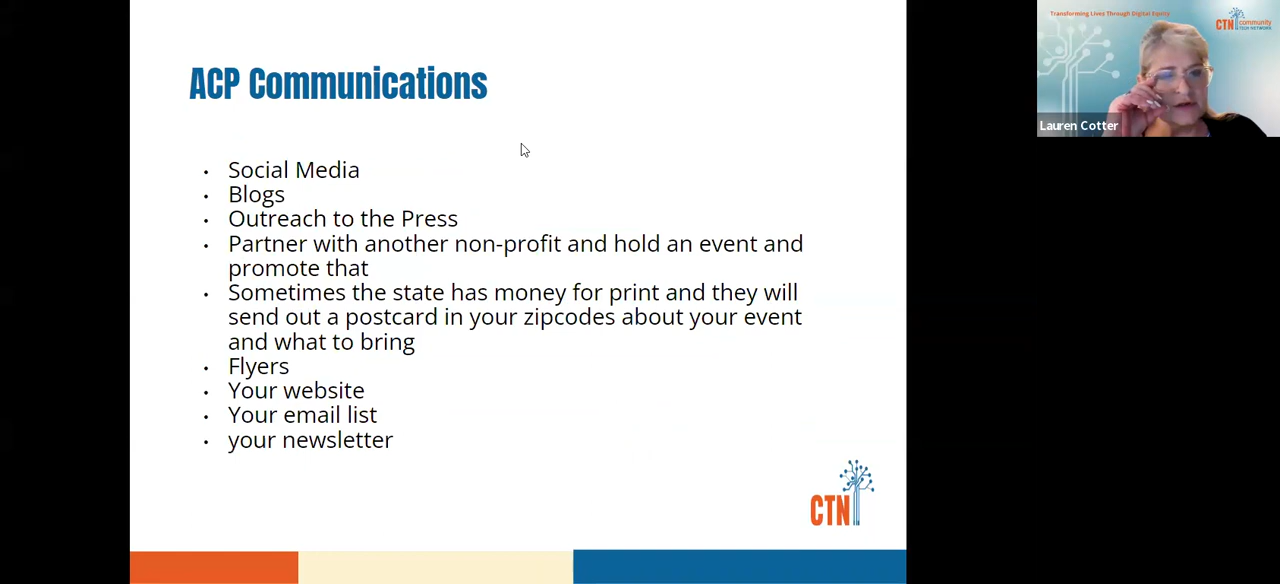 Transforming Lives Through Digital Equity
CTN community
TECH NETWORK
Lauren Cotter
ACP Communications
• Social Media
• Blogs
• Outreach to the Press
• Partner with another non-profit and hold an event and
promote that
• Sometimes the state has money for print and they will
send out a postcard in your zipcodes about your event
and what to bring
• Flyers
• Your website
• Your email list
• your newsletter
CTN